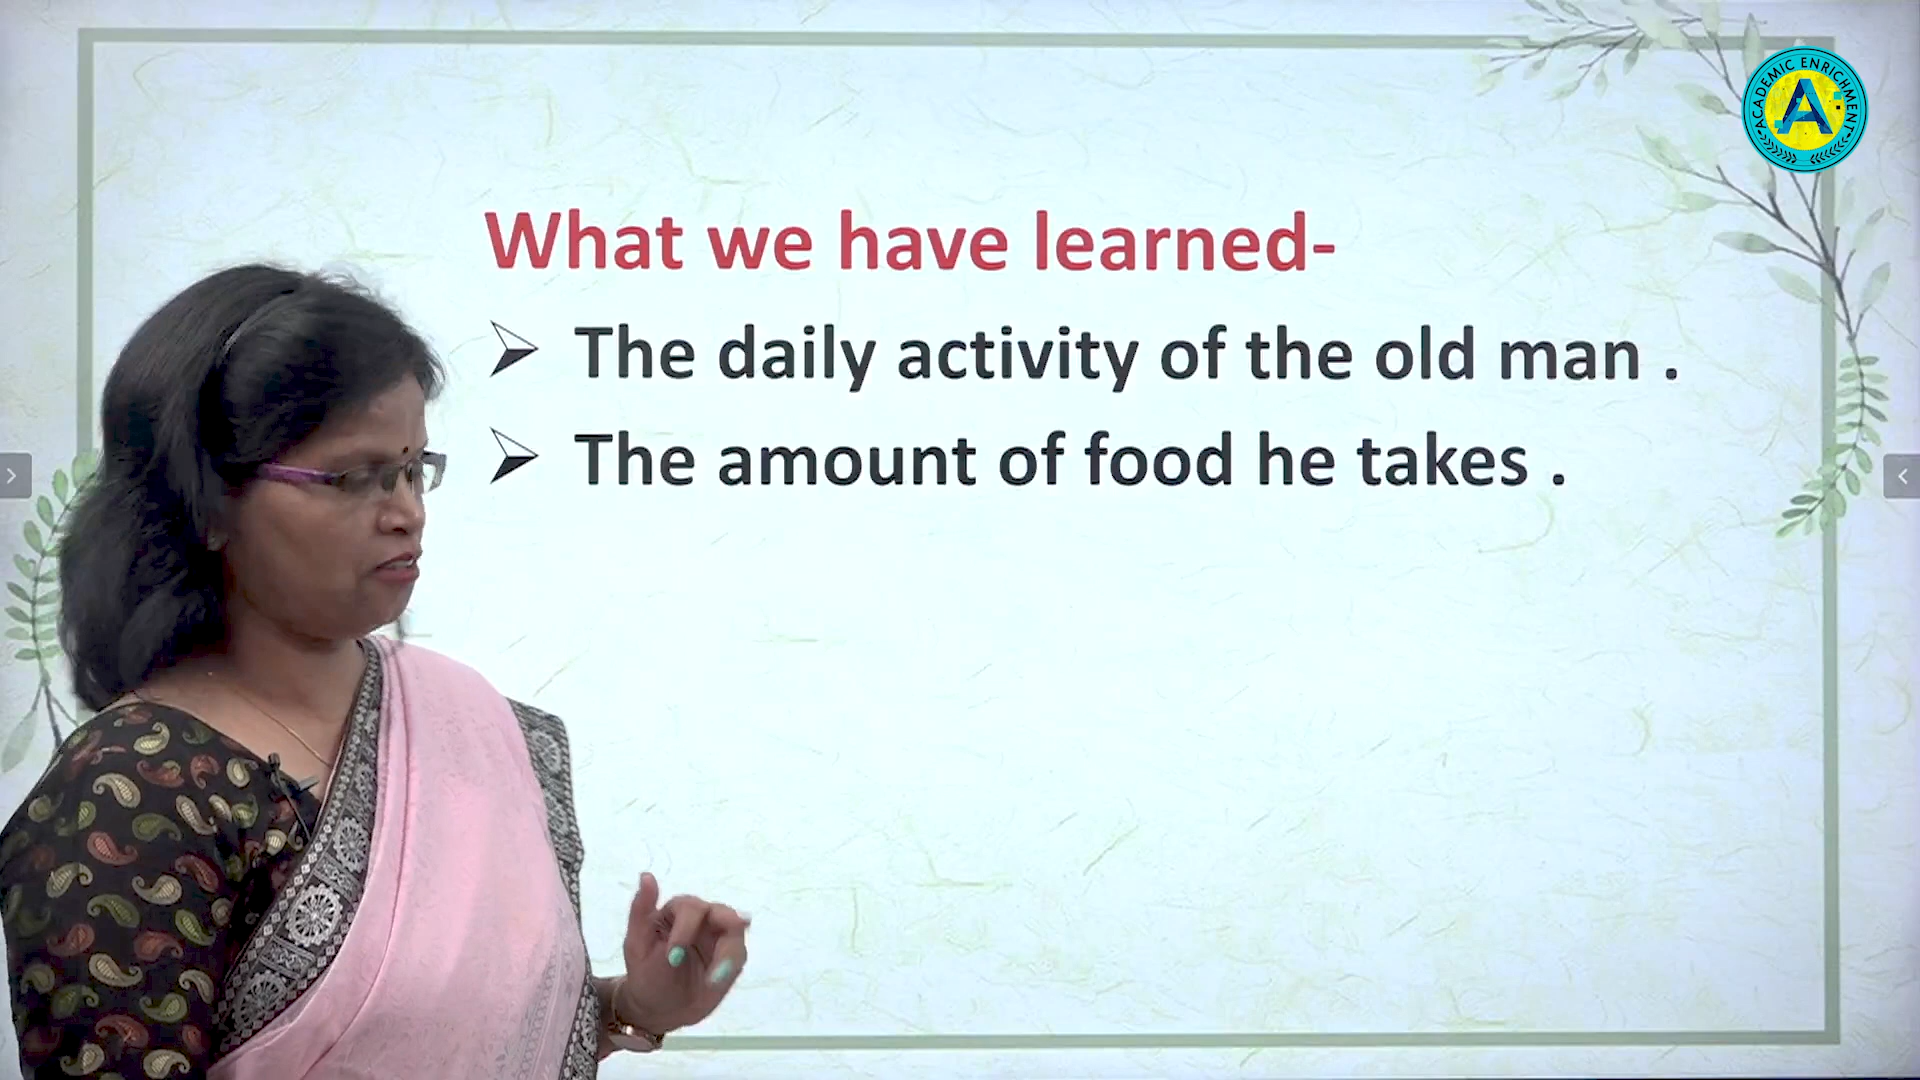 ACADEMIC ENRICHMENT
A
What we have learned-
➢ The daily activity of the old man .
➢ The amount of food he takes .